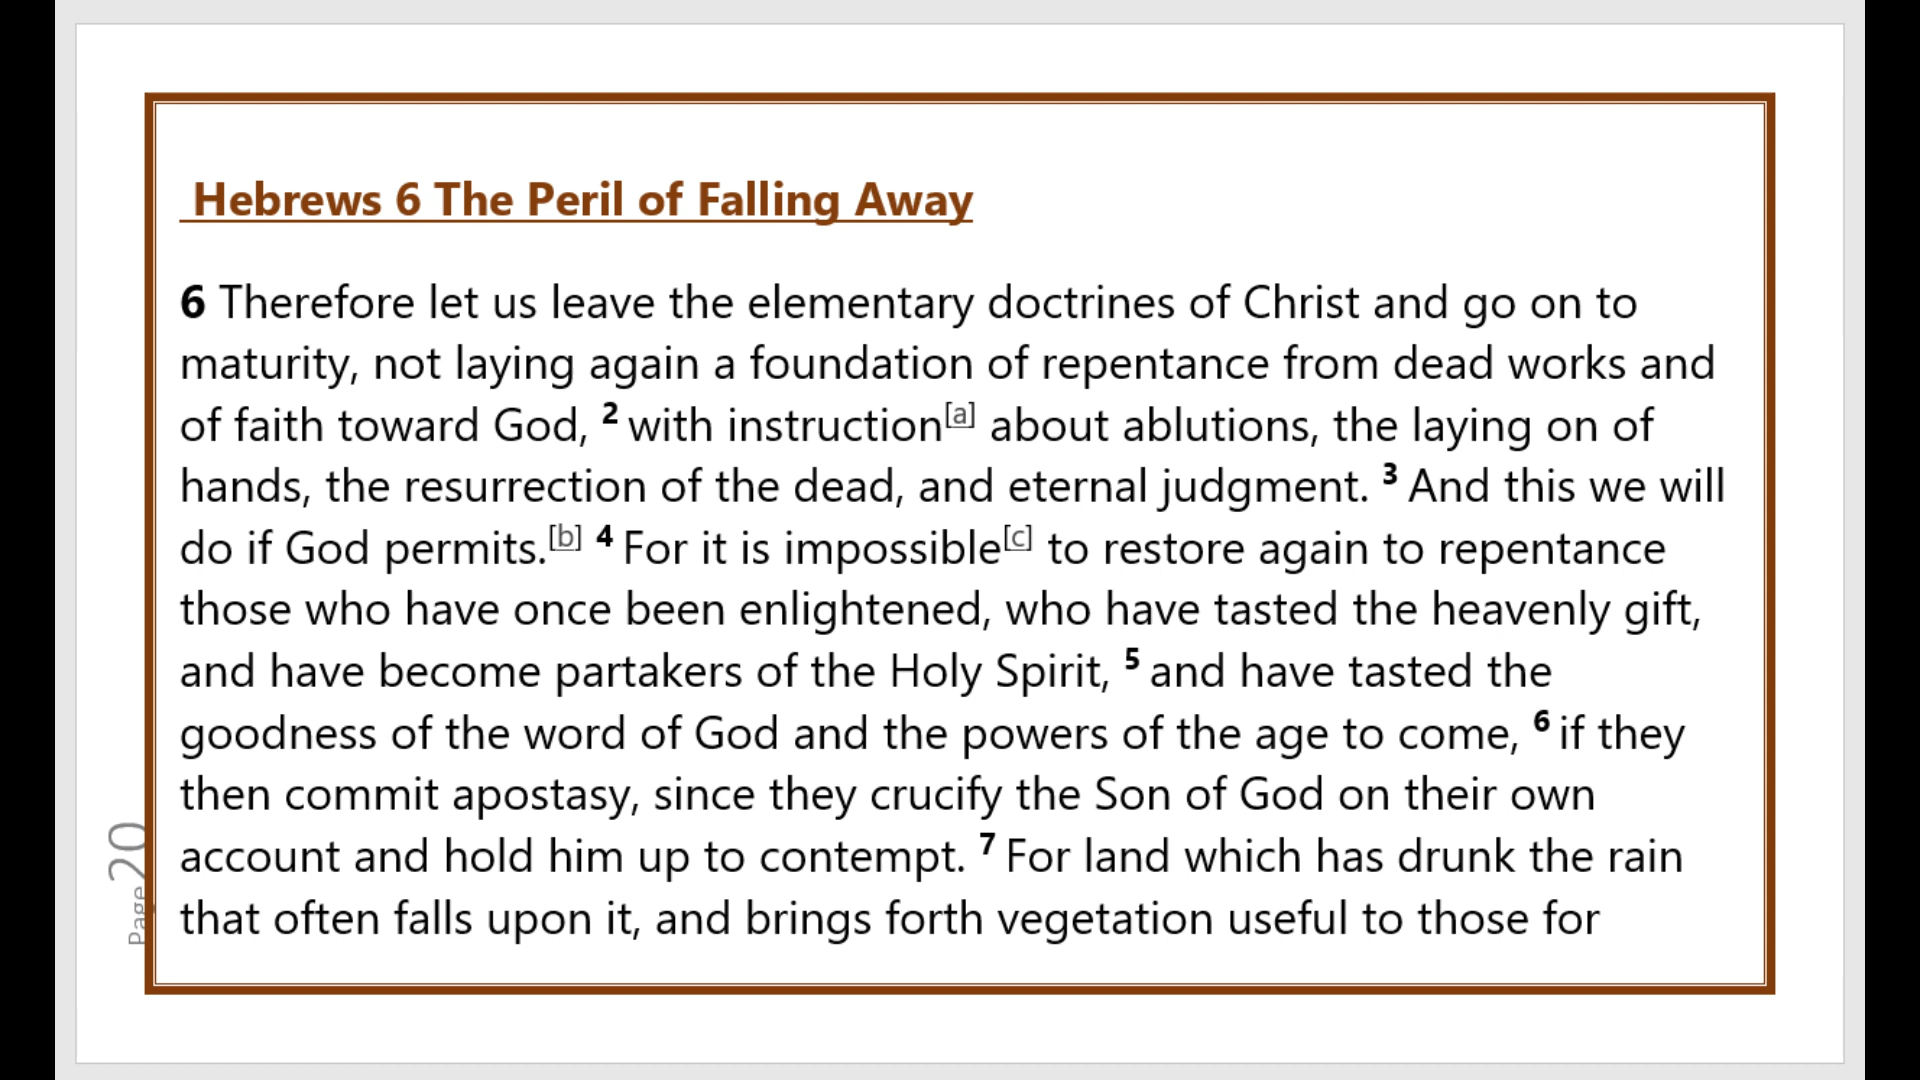 Hebrews 6 The Peril of Falling Away
6 Therefore let us leave the elementary doctrines of Christ and go on to
maturity, not laying again a foundation of repentance from dead works and
of faith toward God, 2 with instruction[a] about ablutions, the laying on of
hands, the resurrection of the dead, and eternal judgment. 3 And this we will
do if God permits.[b] 4 For it is impossible[c] to restore again to repentance
those who have once been enlightened, who have tasted the heavenly gift,
and have become partakers of the Holy Spirit, 5 and have tasted the
goodness of the word of God and the powers of the age to come, 6 if they
then commit apostasy, since they crucify the Son of God on their own
account and hold him up to contempt. 7 For land which has drunk the rain
that often falls upon it, and brings forth vegetation useful to those for
Page 20